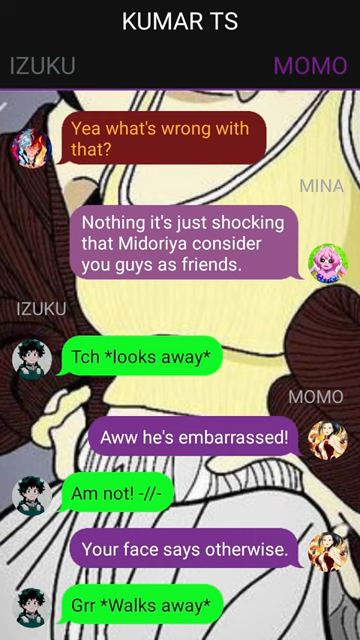 KUMAR TS
IZUKU MOMO
Yea what's wrong with
that?
MINA
Nothing it's just shocking
that Midoriya consider
you guys as friends.
IZUKU
Tch *looks away*
MOMO
Aww he's embarrassed!
Am not! -//-
Your face says otherwise.
Grr *Walks away*